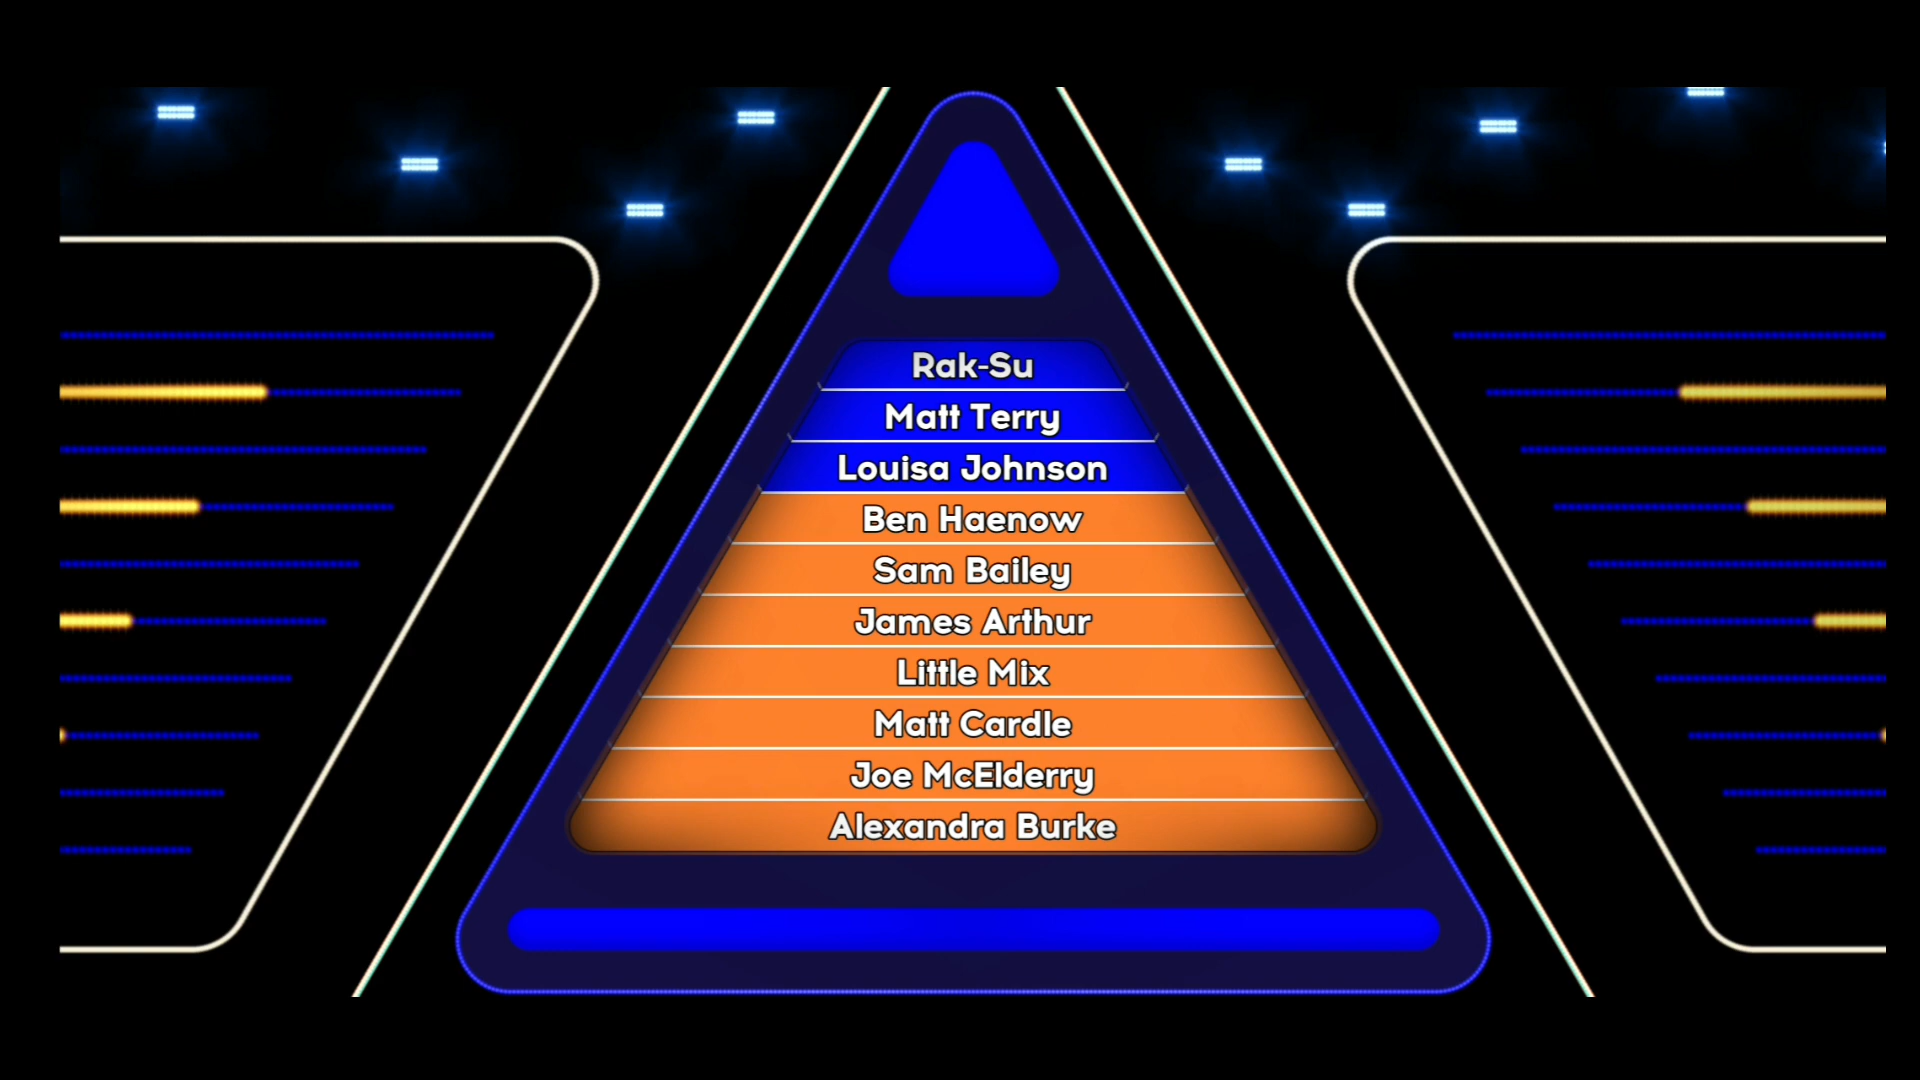 Rak-Su
Matt Terry
Louisa Johnson
Ben Haenow
Sam Bailey
James Arthur
Little Mix
Matt Cardle
Joe McElderry
Alexandra Burke